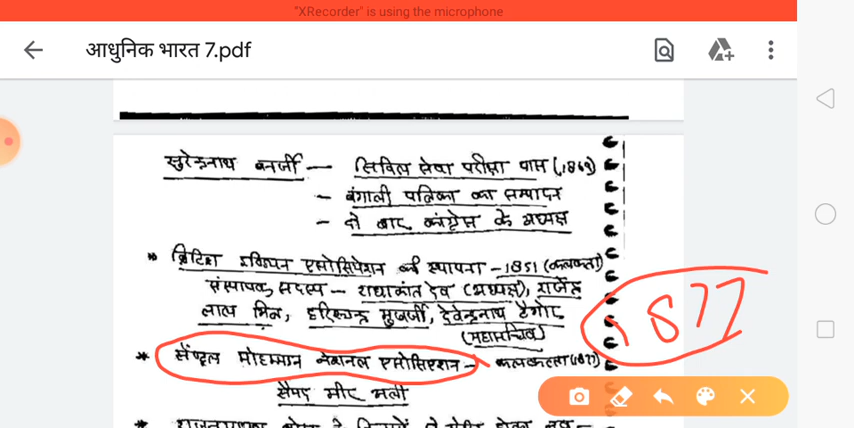 "XRecorder" is using the microphone
आधुनिक भारत 7.pdf
सुरेन्द्रनाथ बनर्जी — सिविल सेवा परीक्षा पास (1869)
– बंगाली पत्रिका का सम्पादन
– दो बार कांग्रेस के अध्यक्ष
* ब्रिटिश इण्डियन एसोसिएशन की स्थापना – 1851 (कलकत्ता)
संस्थापक सदस्य – राधाकांत देव (अध्यक्ष), राजेन्द्र
लाल मित्र, हरिश्चन्द्र मुखर्जी, देवेन्द्रनाथ टैगोर
(महासचिव)
1877
* सेण्ट्रल मोहम्मडन नेशनल एसोसिएशन – कलकत्ता (1877)
सैयद मीर अली